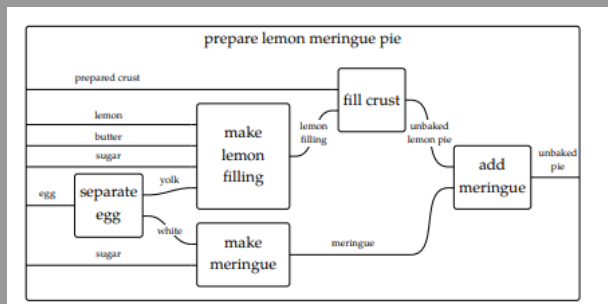 prepare lemon meringue pie
prepared crust
fill crust
lemon
butter
sugar
make
lemon
filling
lemon
filling
unbaked
lemon pie
egg
separate
egg
yolk
white
add
meringue
unbaked
pie
sugar
make
meringue
meringue